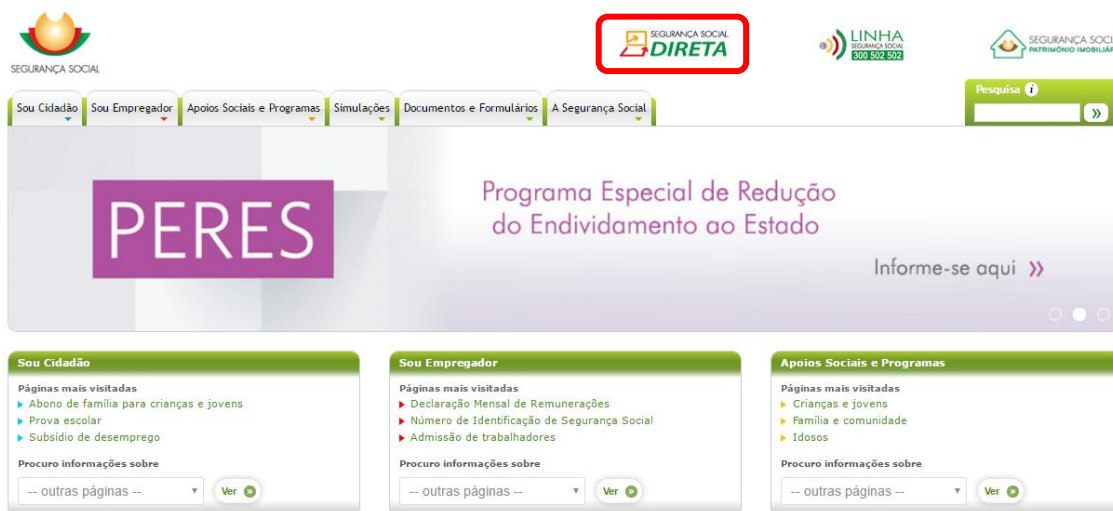 SEGURANÇA SOCIAL
SEGURANÇA SOCIAL
DIRETA
LINHA
SEGURANÇA SOCIAL
300 502 502
SEGURANÇA SOCI
PATRIMÓNIO IMOBILIÁR
Sou Cidadão
Sou Empregador
Apoios Sociais e Programas
Simulações
Documentos e Formulários
A Segurança Social
Pesquisa i
PERES
Programa Especial de Redução
do Endividamento ao Estado
Informe-se aqui »
Sou Cidadão
Páginas mais visitadas
Abono de família para crianças e jovens
Prova escolar
Subsídio de desemprego
Procuro informações sobre
-- outras páginas --
Ver
Sou Empregador
Páginas mais visitadas
Declaração Mensal de Remunerações
Número de Identificação de Segurança Social
Admissão de trabalhadores
Procuro informações sobre
-- outras páginas --
Ver
Apoios Sociais e Programas
Páginas mais visitadas
Crianças e jovens
Família e comunidade
Idosos
Procuro informações sobre
-- outras páginas --
Ver